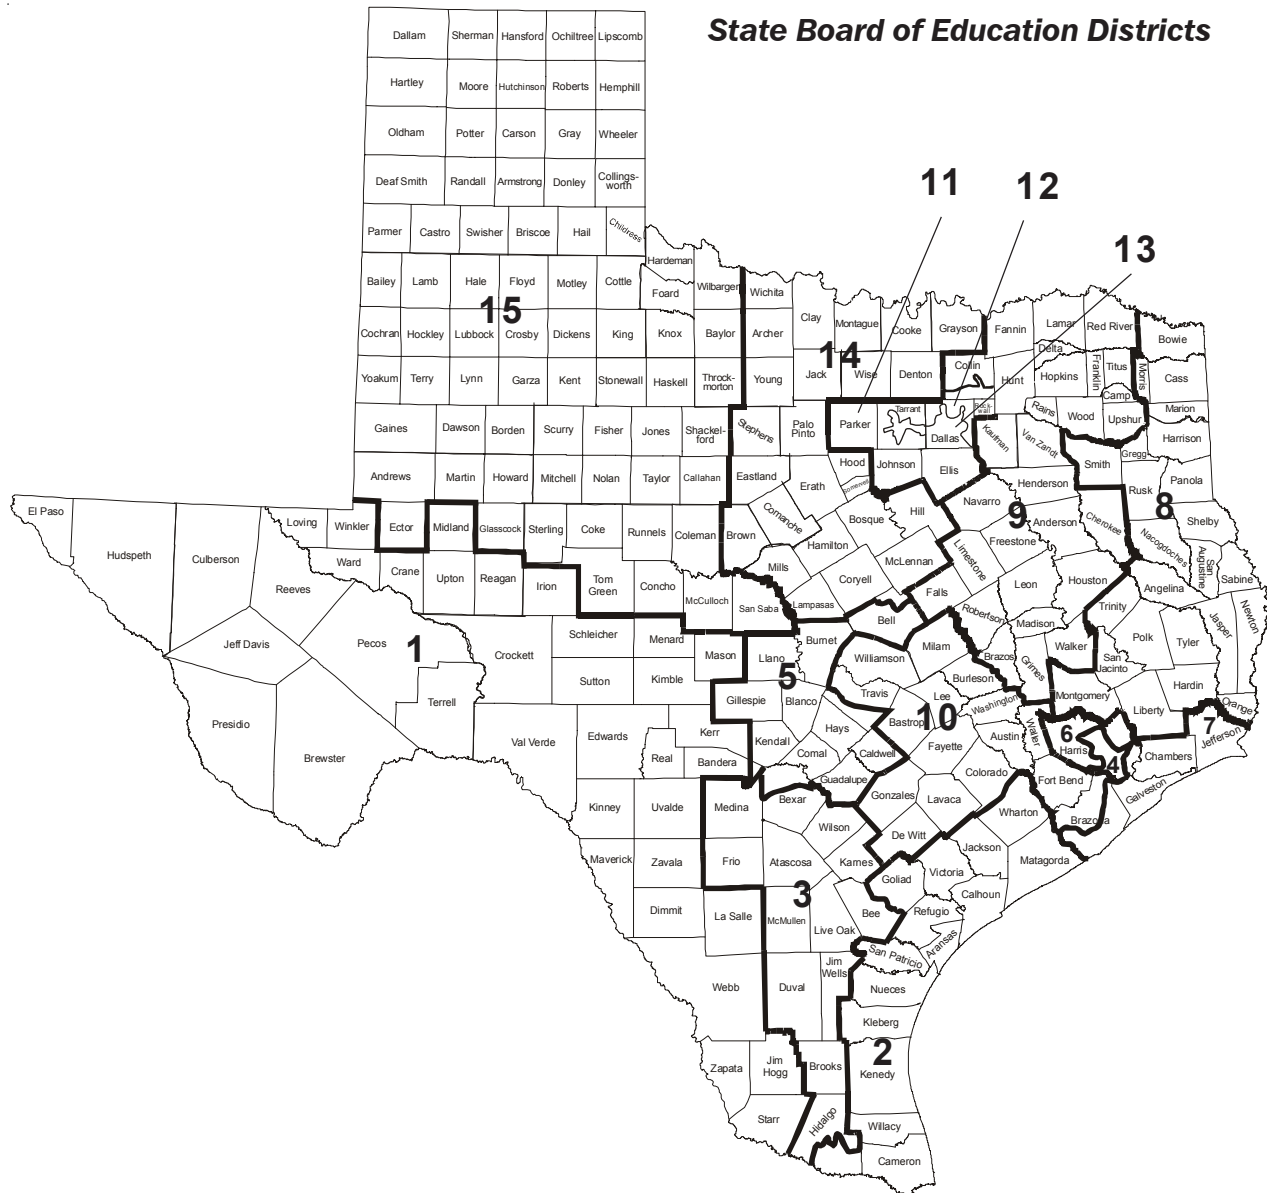 State Board of Education Districts
Dallam Sherman Hansford Ochiltree Lipscomb
Hartley Moore Hutchinson Roberts Hemphill
Oldham Potter Carson Gray Wheeler
Deaf Smith Randall Armstrong Donley Collings-
worth
11 12
Parmer Castro Swisher Briscoe Hail Childress
13
Hardeman
Bailey Lamb Hale Floyd Motley Cottle Foard Wilbarger Wichita
15
Clay Montague Cooke Grayson Fannin Lamar Red River Bowie
Cochran Hockley Lubbock Crosby Dickens King Knox Baylor Archer
Delta
14
Yoakum Terry Lynn Garza Kent Stonewall Haskell Throck-
morton Young Jack Wise Denton Collin Hunt Hopkins Franklin Titus Morris Cass
Camp
Gaines Dawson Borden Scurry Fisher Jones Shackel-
ford Stephens Palo
Pinto Parker Tarrant Dallas Rock-
wall Kaufman Rains Van Zandt Wood Upshur Marion
Harrison
Gregg
Andrews Martin Howard Mitchell Nolan Taylor Callahan Eastland Erath Hood Somervell Johnson Ellis Henderson Smith Rusk Panola
El Paso Hudspeth Culberson Loving Winkler Ector Midland Glasscock Sterling Coke Runnels Coleman Brown Comanche Bosque Hill Navarro 9 Anderson Cherokee 8 Shelby
Reeves Ward Crane Upton Reagan Irion Tom
Green Concho McCulloch San Saba Mills Hamilton Coryell McLennan Limestone Freestone Nacogdoches San
Augustine Sabine
Lampasas Falls Leon Houston Angelina
Jeff Davis Pecos 1 Crockett Schleicher Menard Mason Llano Burnet Bell Robertson Madison Trinity Polk Tyler Jasper Newton
Williamson Milam Brazos Grimes Walker San
Jacinto
Presidio Brewster Terrell Sutton Kimble 5 Gillespie Blanco Travis Lee Burleson Washington Montgomery Hardin
Liberty Orange
Val Verde Edwards Kerr Real Bandera Kendall Hays Comal Caldwell Bastrop 10 Fayette Austin Waller 6 Harris 4 7 Jefferson
Chambers
Guadalupe Colorado Fort Bend Galveston
Kinney Uvalde Medina Bexar Wilson Gonzales Lavaca Wharton Brazoria
De Witt
Maverick Zavala Frio Atascosa Karnes Jackson Matagorda
Goliad Victoria
3 Calhoun
Dimmit La Salle McMullen Live Oak Bee Refugio
Aransas
San Patricio
Webb Duval Jim
Wells Nueces
Kleberg
2
Zapata Jim
Hogg Brooks Kenedy
Starr Hidalgo Willacy
Cameron